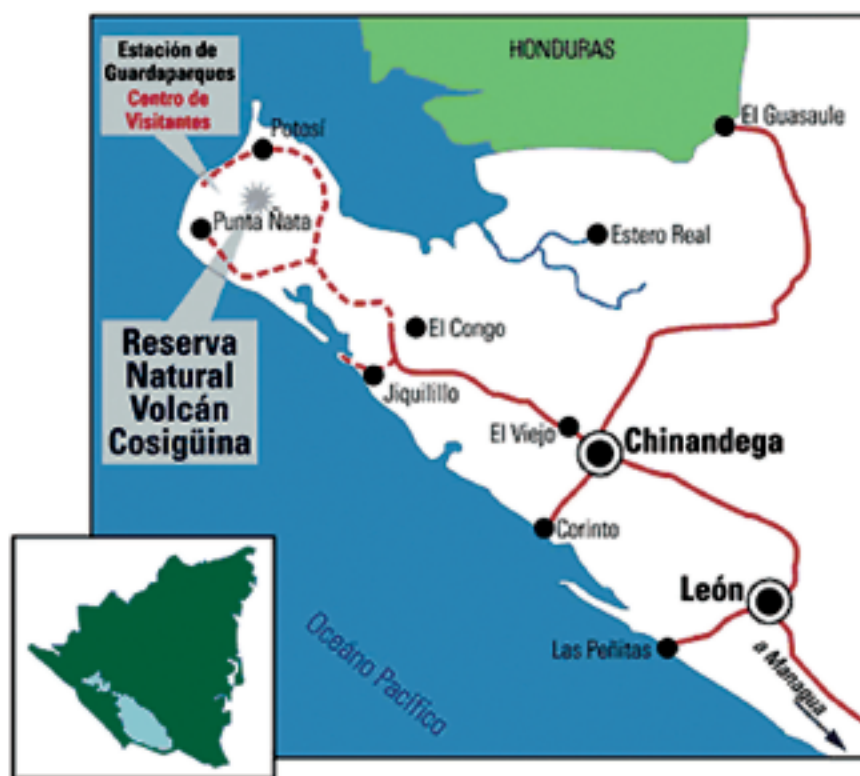 Estación de
Guardaparques
Centro de
Visitantes
HONDURAS
El Guasaule
Potosí
Punta Ñata
Estero Real
Reserva
Natural
Volcán
Cosigüina
El Congo
Jiquilillo
El Viejo
Chinandega
Corinto
León
Las Peñitas
a Managua
Oceáno Pacífico